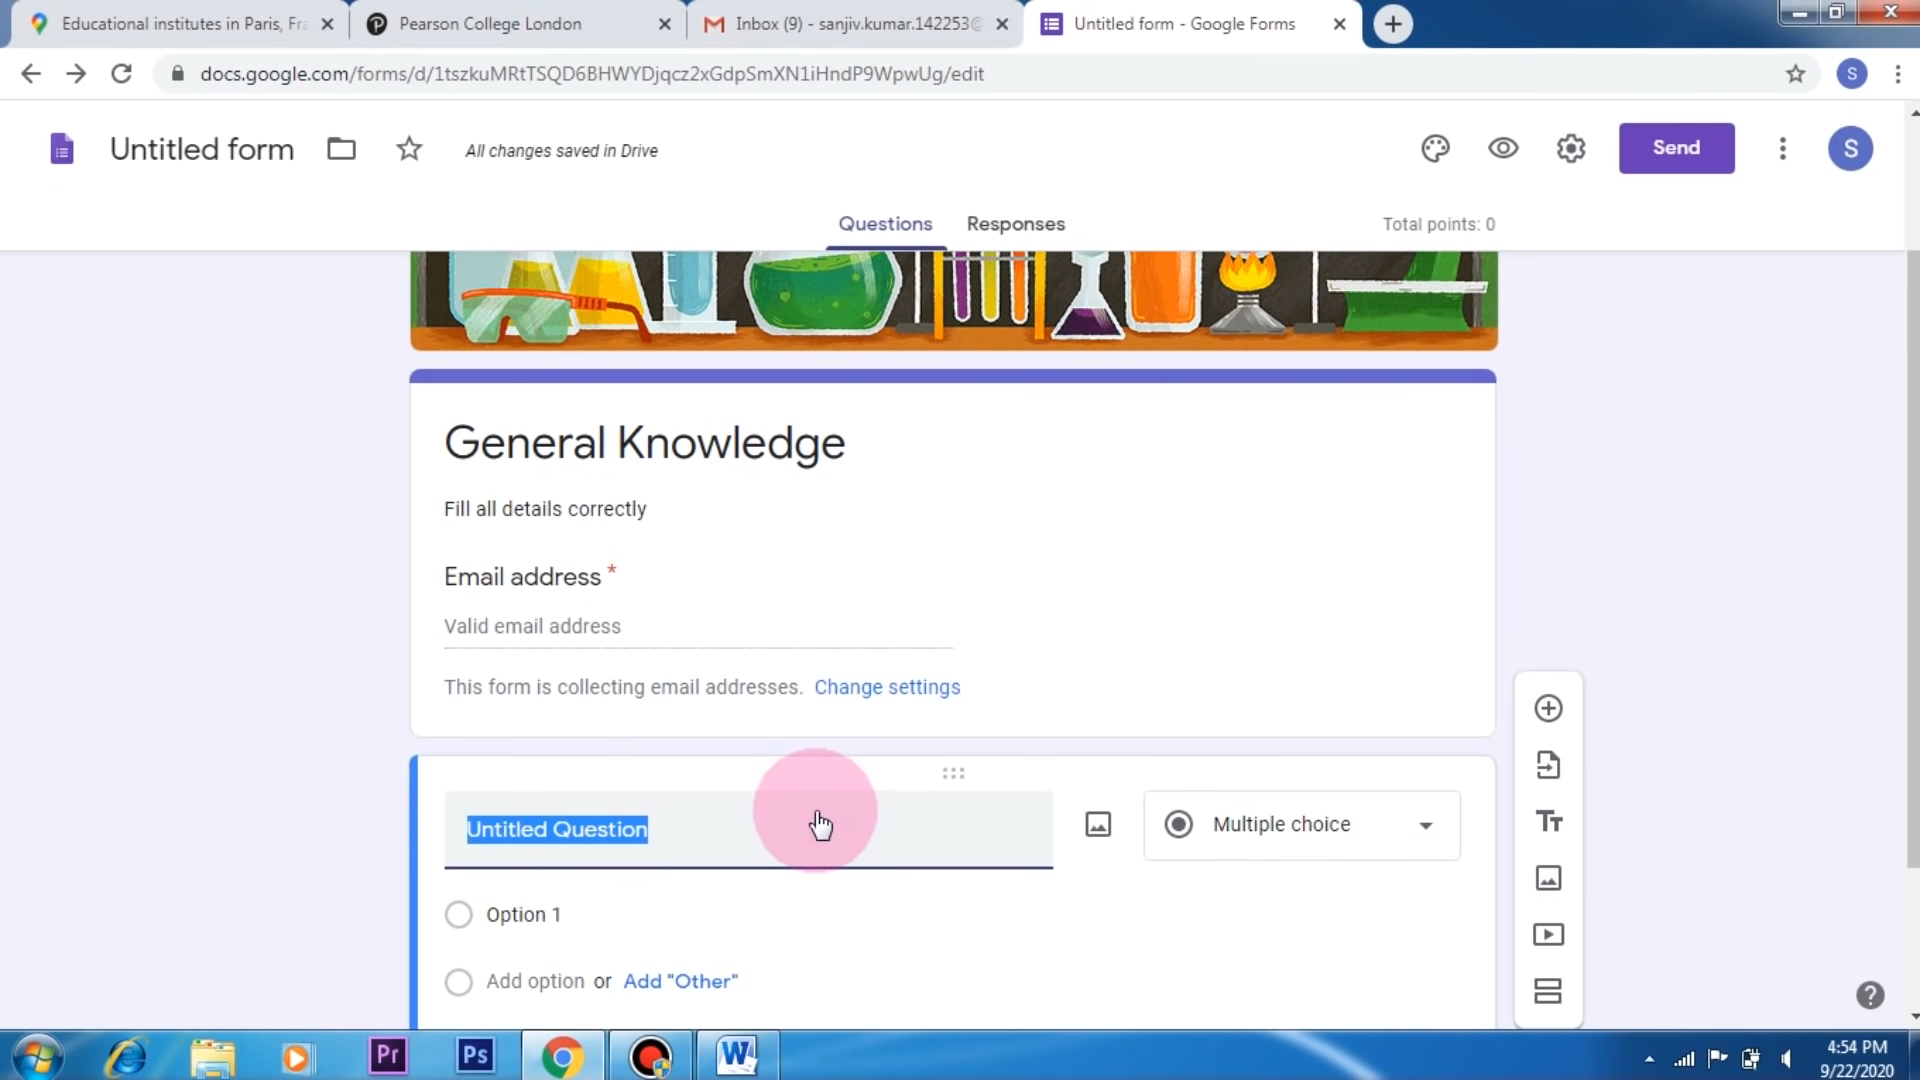 Educational institutes in Paris, Fra
Pearson College London
Inbox (9) - sanjiv.kumar.142253@
Untitled form - Google Forms
docs.google.com/forms/d/1tszkuMRtTSQD6BHWYDjqcz2xGdpSmXN1iHndP9WpwUg/edit
S
Untitled form
All changes saved in Drive
Send
S
Questions
Responses
Total points: 0
General Knowledge
Fill all details correctly
Email address *
Valid email address
This form is collecting email addresses. Change settings
Untitled Question
Multiple choice
Option 1
Add option or Add "Other"
Tt
?
Pr
Ps
W
4:54 PM
9/22/2020